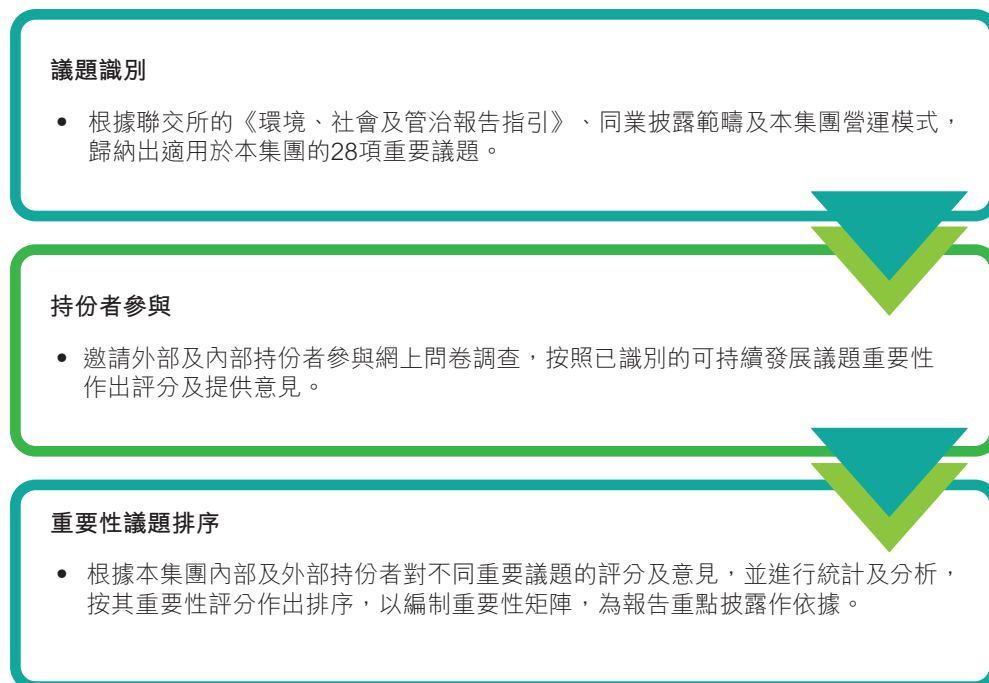 議題識別
• 根據聯交所的《環境、社會及管治報告指引》、同業披露範疇及本集團營運模式，
歸納出適用於本集團的28項重要議題。
持份者參與
• 邀請外部及內部持份者參與網上問卷調查，按照已識別的可持續發展議題重要性
作出評分及提供意見。
重要性議題排序
• 根據本集團內部及外部持份者對不同重要議題的評分及意見，並進行統計及分析，
按其重要性評分作出排序，以編制重要性矩陣，為報告重點披露作依據。